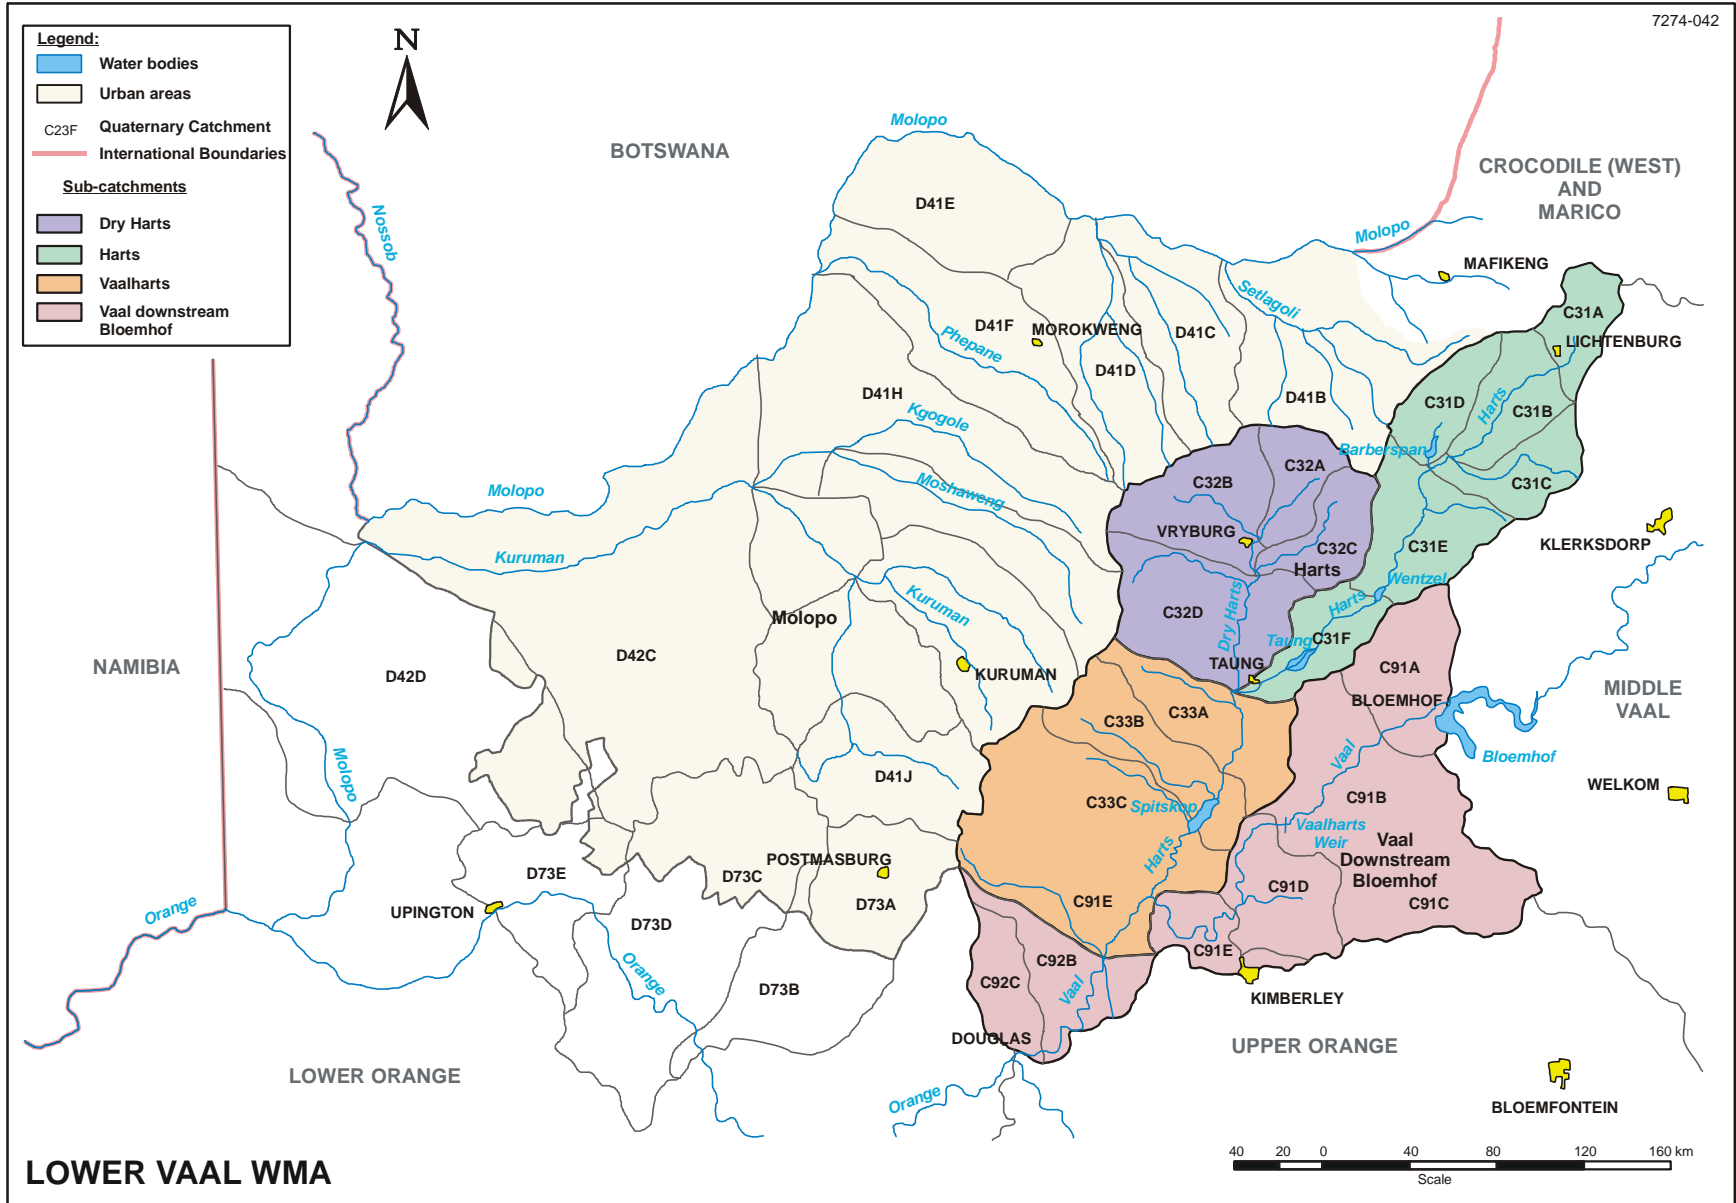 7274-042
Legend:
Water bodies
Urban areas
C23F Quaternary Catchment
International Boundaries
Sub-catchments
Dry Harts
Harts
Vaalharts
Vaal downstream
Bloemhof
N
BOTSWANA
Molopo
CROCODILE (WEST)
AND
MARICO
Nossob
D41E
Molopo
MAFIKENG
Setlagoli
C31A
D41F
MOROKWENG
D41C
LICHTENBURG
Phepane
D41D
D41H
D41B
C31D
Harts
C31B
Kgogole
Barberspan
C32A
C32B
C31C
Moshaweng
Molopo
VRYBURG
C32C
C31E
KLERKSDORP
Kuruman
Harts
Wentzel
Kuruman
Harts
Dry Harts
C32D
Molopo
Taung
C31F
D42C
NAMIBIA
D42D
KURUMAN
TAUNG
C91A
MIDDLE
VAAL
BLOEMHOF
C33A
C33B
Vaal
Bloemhof
Molopo
D41J
WELKOM
C33C
Spitskop
C91B
Vaalharts
Weir
Vaal
Downstream
Bloemhof
Harts
POSTMASBURG
D73E
D73C
C91D
C91C
D73A
C91E
UPINGTON
Orange
D73D
C91E
C92B
Orange
C92C
D73B
Vaal
KIMBERLEY
DOUGLAS
UPPER ORANGE
LOWER ORANGE
Orange
BLOEMFONTEIN
LOWER VAAL WMA
40 20 0 40 80 120 160 km
Scale